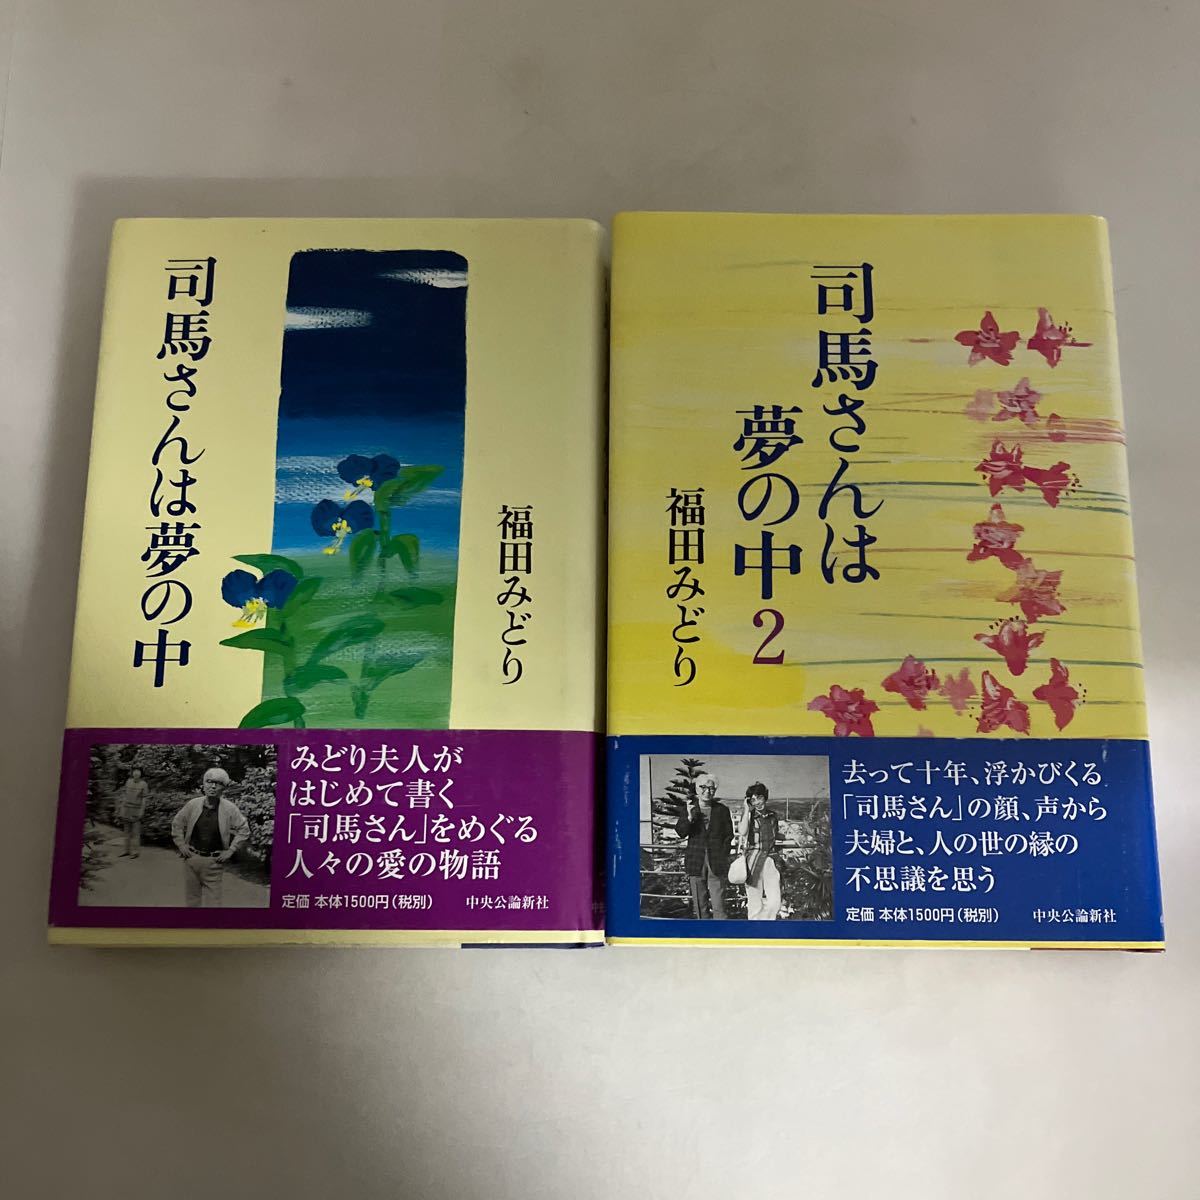 司馬さんは夢の中
福田みどり
みどり夫人が
はじめて書く
「司馬さん」をめぐる
人々の愛の物語
定価 本体1500円(税別)
中央公論新社
司馬さんは
夢の中2
福田みどり
去って十年、浮かびくる
「司馬さん」の顔、声から
夫婦と、人の世の縁の
不思議を思う
定価 本体1500円(税別)
中央公論新社